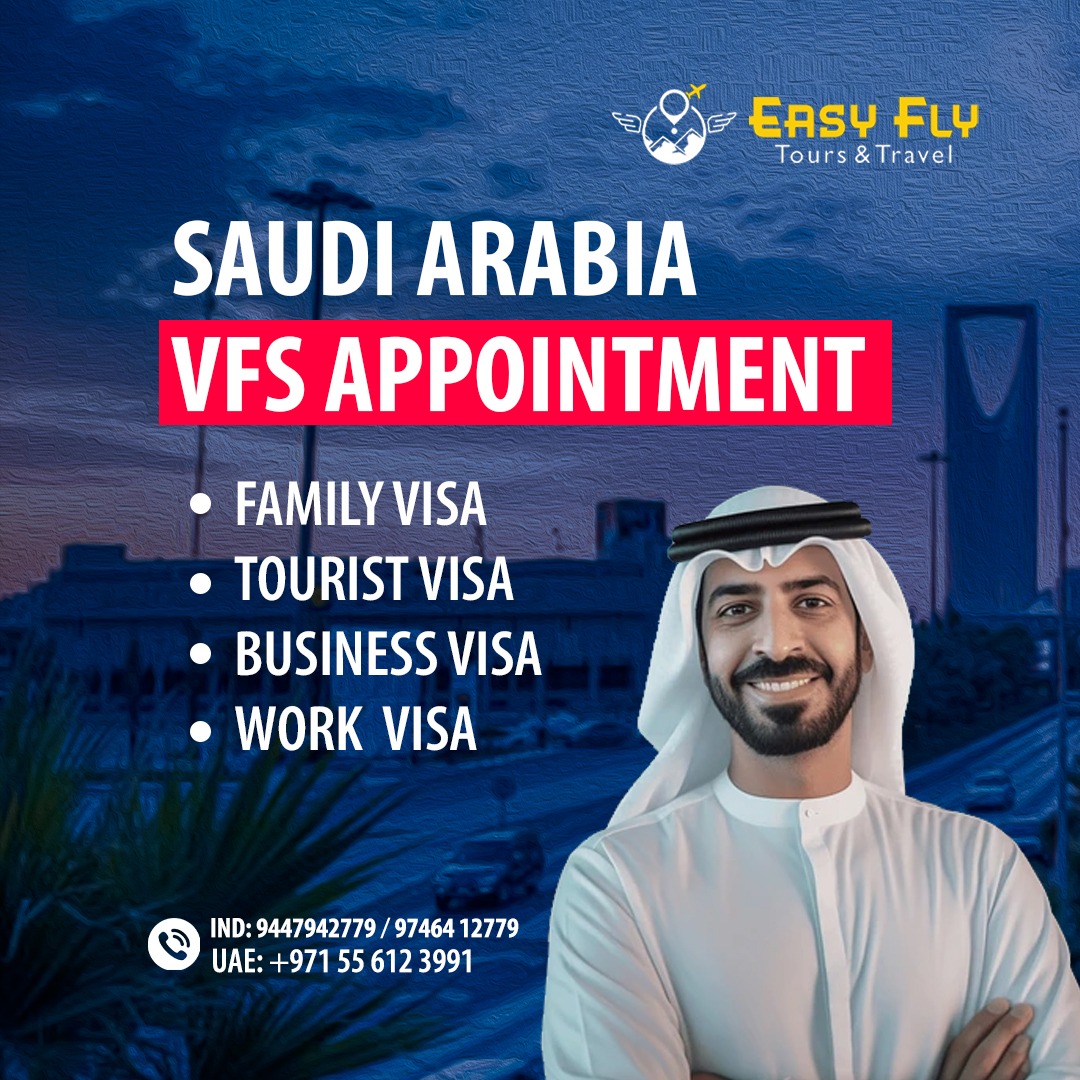 Easy Fly
Tours & Travel
SAUDI ARABIA
VFS APPOINTMENT
• FAMILY VISA
• TOURIST VISA
• BUSINESS VISA
• WORK VISA
IND: 9447942779 / 97464 12779
UAE: +971 55 612 3991